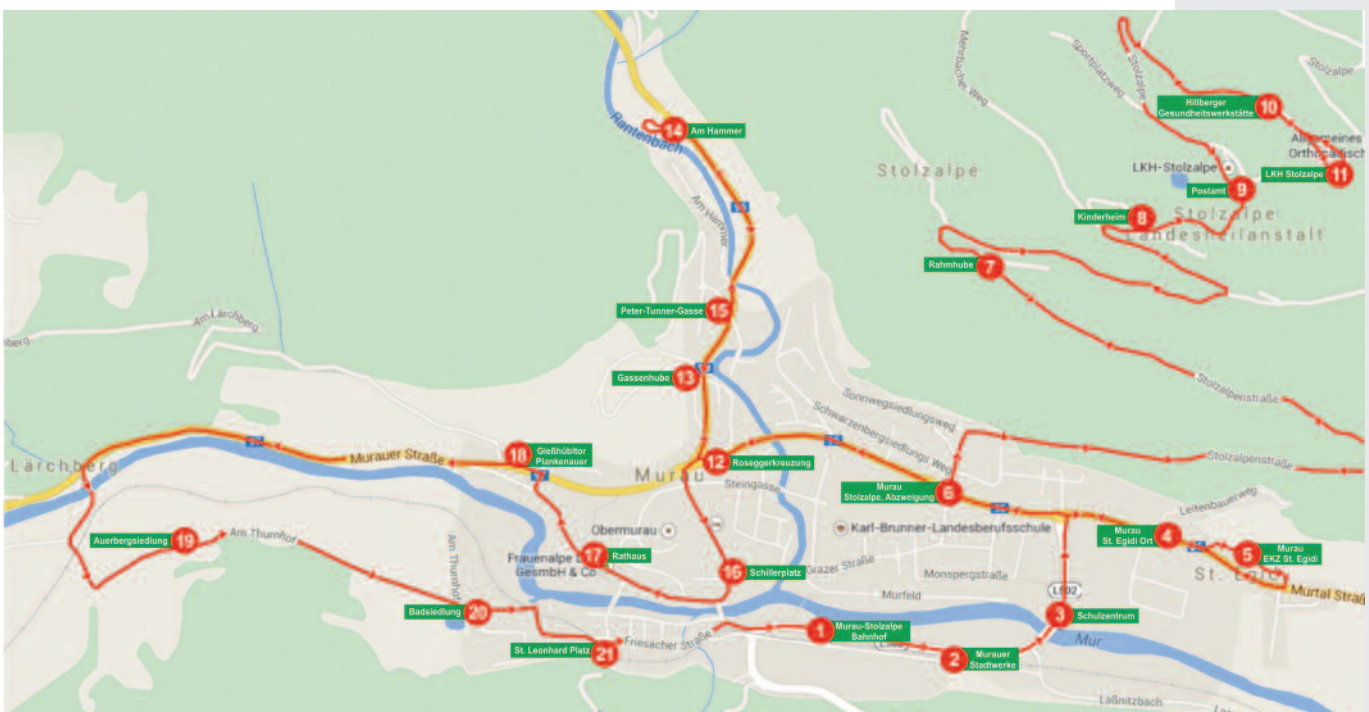 Mehrbacher Weg
Sportplatzweg
Stolzalpe
Stolzalpe
10
Hillberger
Gesundheitswerkstätte
14
Am Hammer
Rantenbach
Allgemeines
LKH-Stolzalpe
11
LKH Stolzalpe
9
Postamt
Stolzalpe
Am Hammer
8
Kinderheim
Stolzalpe
Landesheilanstalt
7
Rahmhube
15
Peter-Tunner-Gasse
Am Lärchberg
13
Gassenhube
Stolzalpenstraße
Sonnwegsiedlungsweg
Schwarzenbergsiedlungs Weg
18
Gießhübltor
Plankenauer
Murauer Straße
Lärchberg
12
Roseggerkreuzung
Murau
Steingasse
Stolzalpenstraße
6
Murau
Stolzalpe, Abzweigung
Leitenbauerweg
Obermurau
Karl-Brunner-Landesberufsschule
4
Murau
St. Egidi Ort
5
Murau
EKZ St. Egidi
19
Auerbergsiedlung
Am Thurnhof
Am Thurnhof
17
Rathaus
Frauenalpe
GesmbH & Co
16
Schillerplatz
Grazer Straße
Monspergstraße
Murfeld
L502
Murtal
20
Badsiedlung
3
Schulzentrum
Mur
21
St. Leonhard Platz
Friesacher Straße
1
Murau-Stolzalpe
Bahnhof
2
Murauer
Stadtwerke
Laßnitzbach